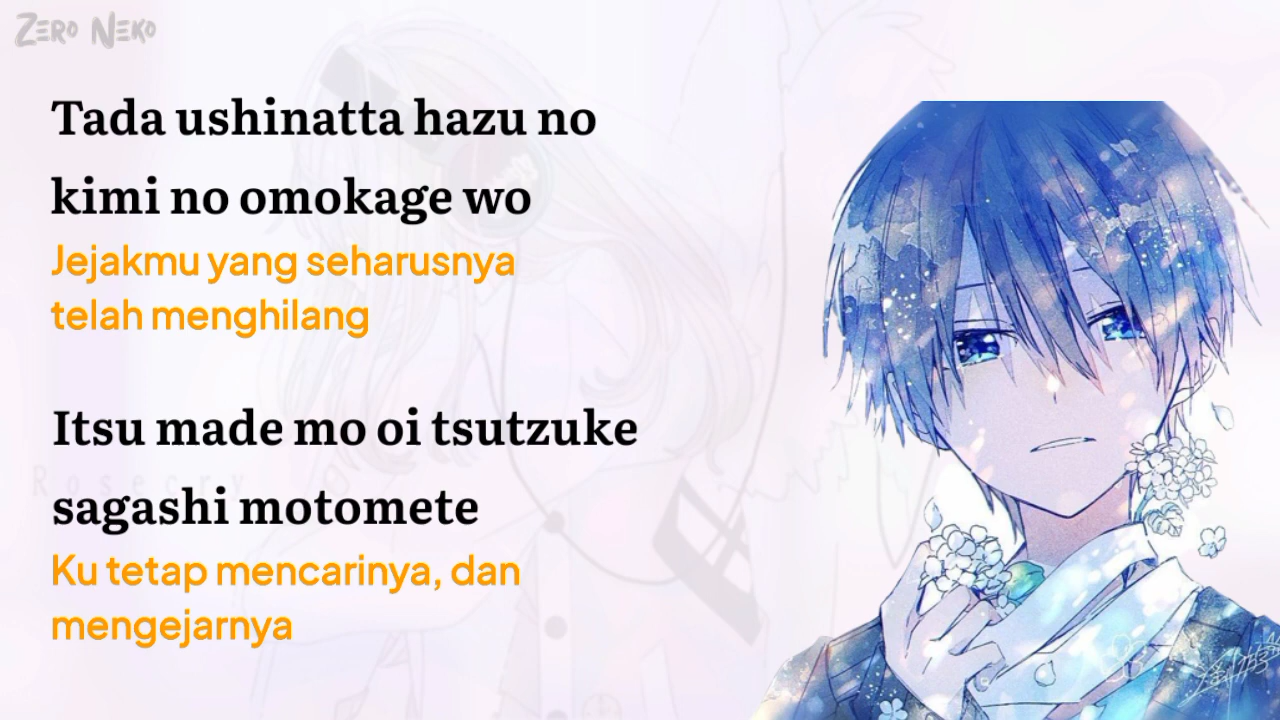 Zero Neko
Tada ushinatta hazu no
kimi no omokage wo
Jejakmu yang seharusnya
telah menghilang
Itsu made mo oi tsutzuke
Rosecry
sagashi motomete
Ku tetap mencarinya, dan
mengejarnya